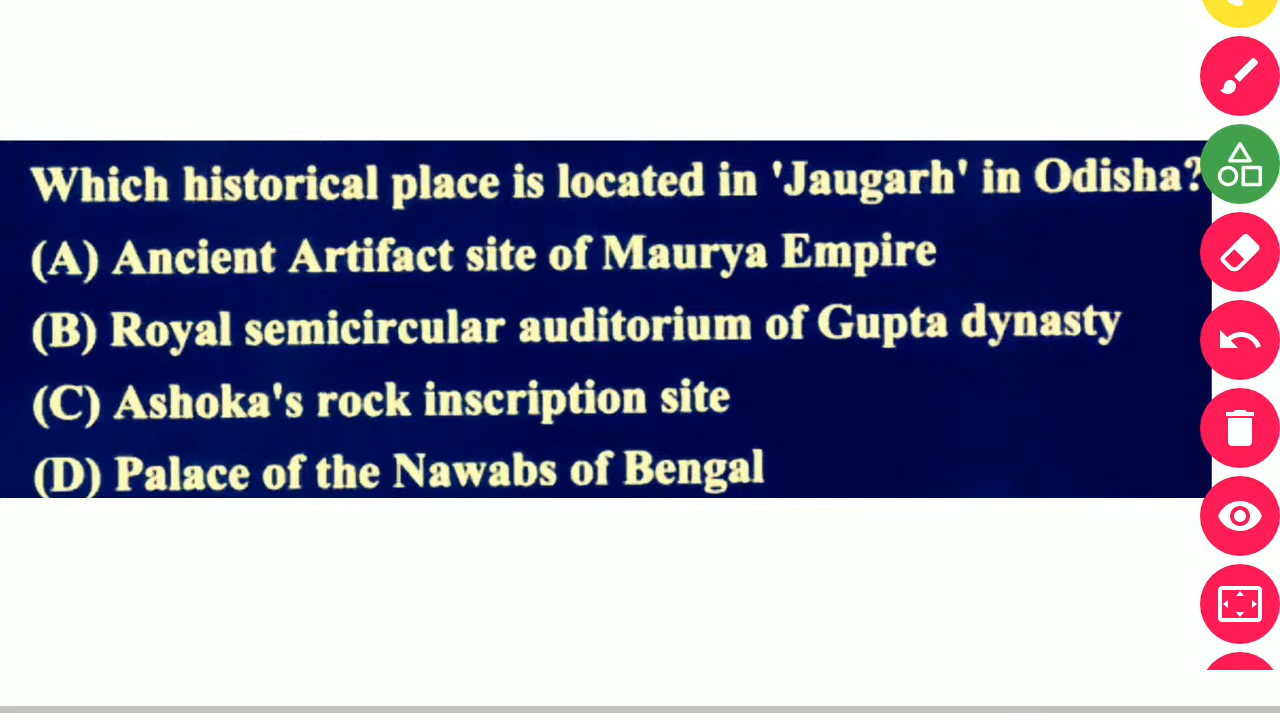 Which historical place is located in 'Jaugarh' in Odisha?
(A) Ancient Artifact site of Maurya Empire
(B) Royal semicircular auditorium of Gupta dynasty
(C) Ashoka's rock inscription site
(D) Palace of the Nawabs of Bengal